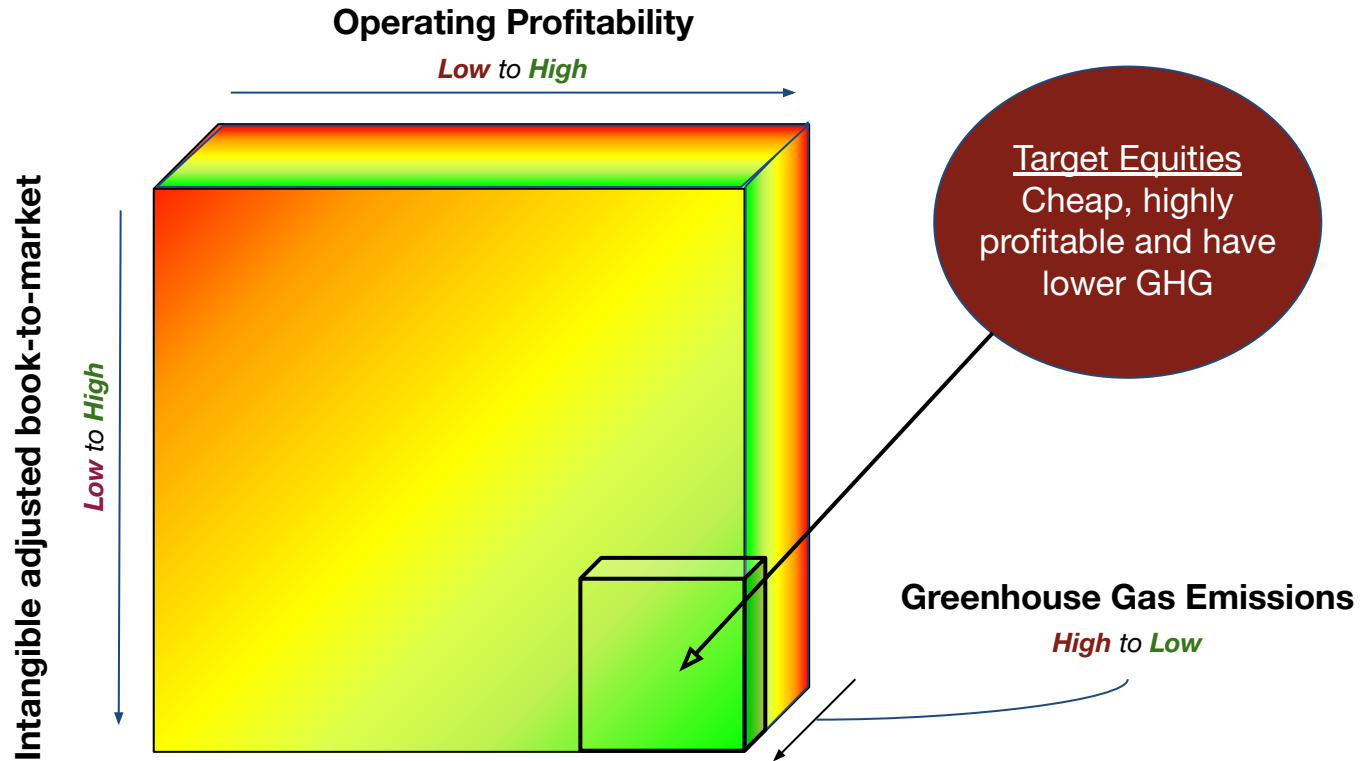 Operating Profitability
Low to High
Intangible adjusted book-to-market
Low to High
Target Equities
Cheap, highly
profitable and have
lower GHG
Greenhouse Gas Emissions
High to Low